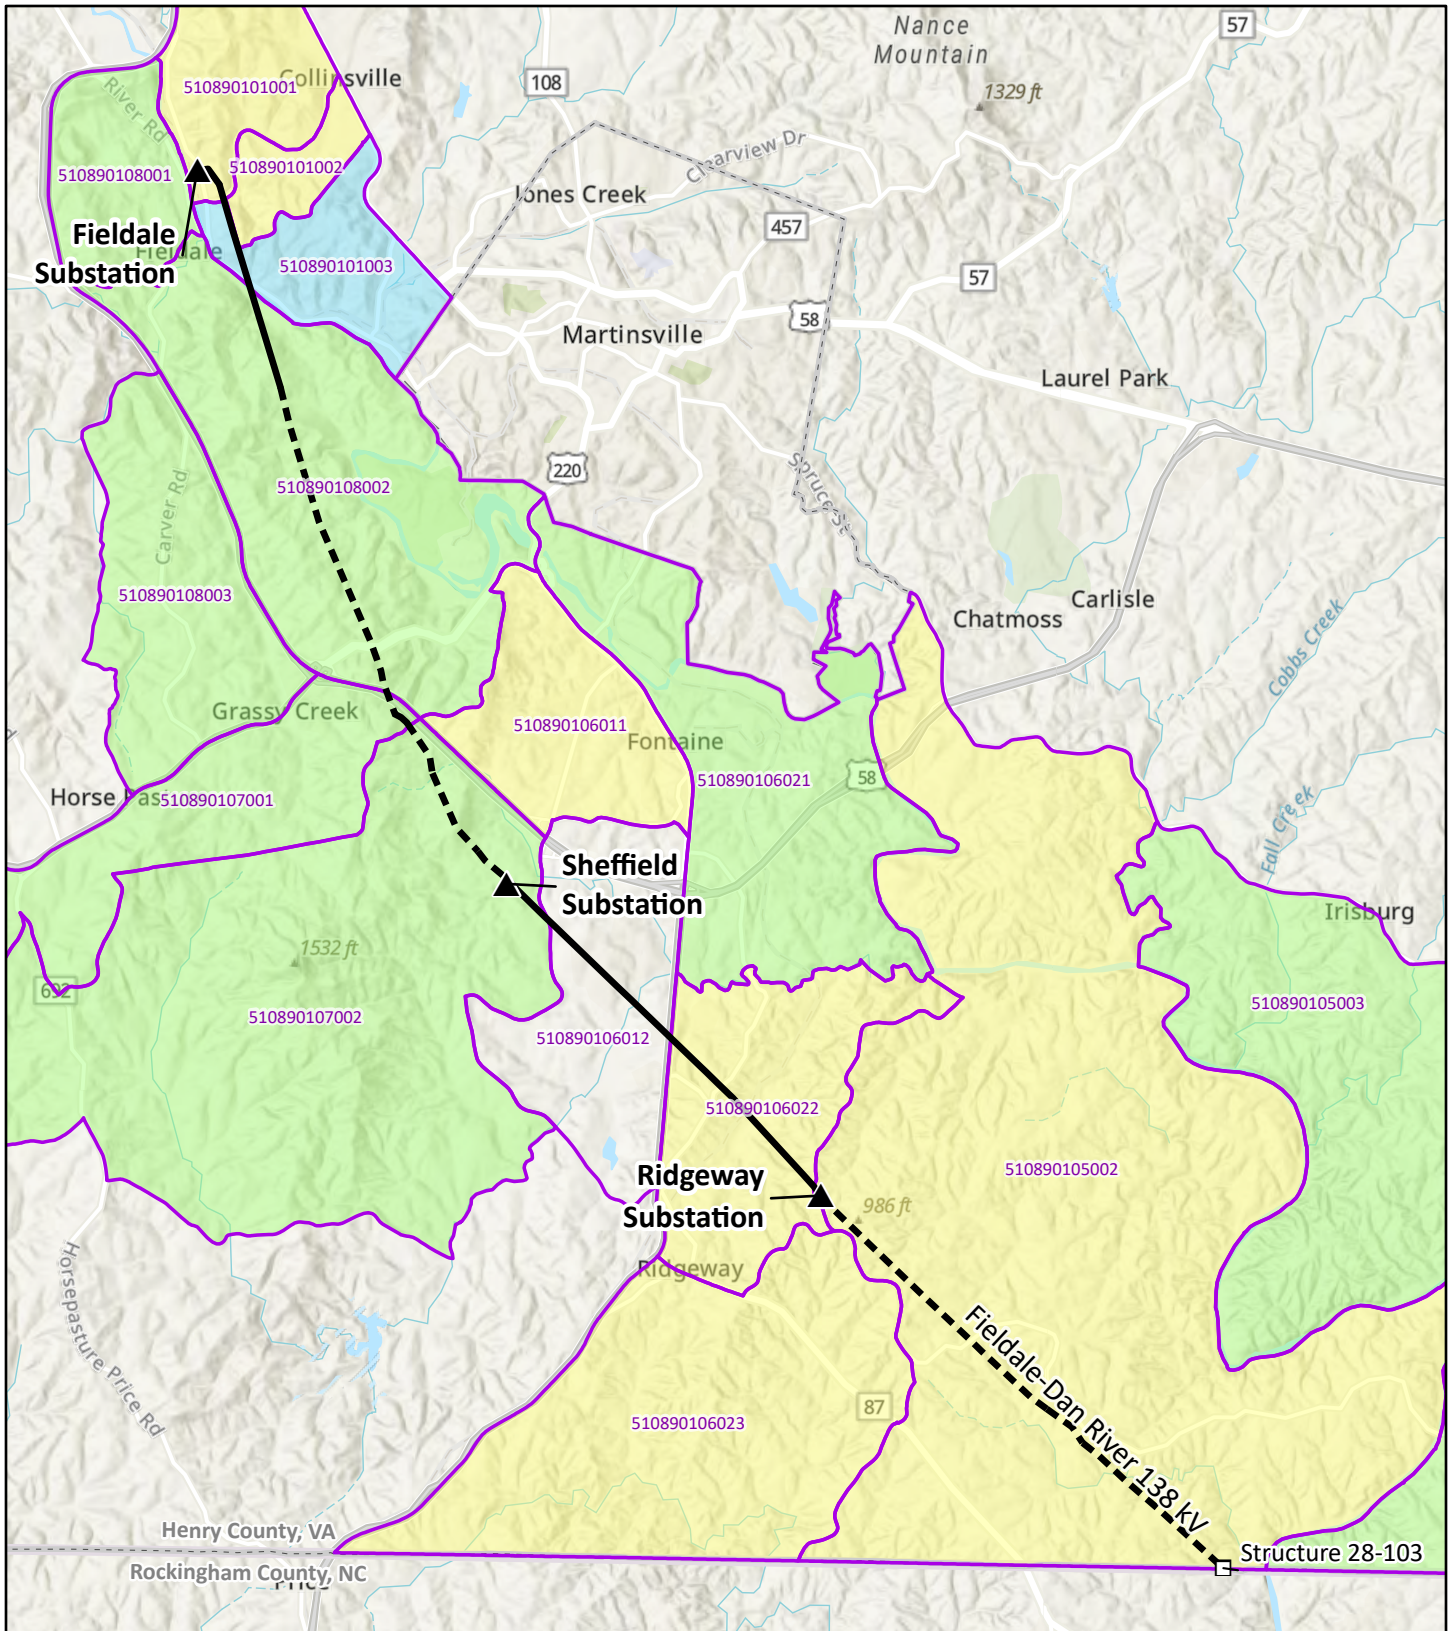 Nance
Mountain
57
1329 ft
Collinsville
510890101001
108
River Rd
Clearview Dr
510890101002
510890108001
Jones Creek
457
Fieldale
Substation
Fieldale
510890101003
57
58
Martinsville
Laurel Park
220
Spruce St
510890108002
Carver Rd
510890108003
Chatmoss
Carlisle
Cobbs Creek
Grassy Creek
510890106011
Fontaine
510890106021
58
Horse Pas
510890107001
Fall Creek
Sheffield
Substation
Irisburg
1532 ft
692
510890107002
510890106012
510890105003
510890106022
510890105002
Ridgeway
Substation
986 ft
Ridgeway
Horsepasture Price Rd
Fieldale-Dan River 138 kV
87
510890106023
Henry County, VA
Rockingham County, NC
Price
Structure 28-103